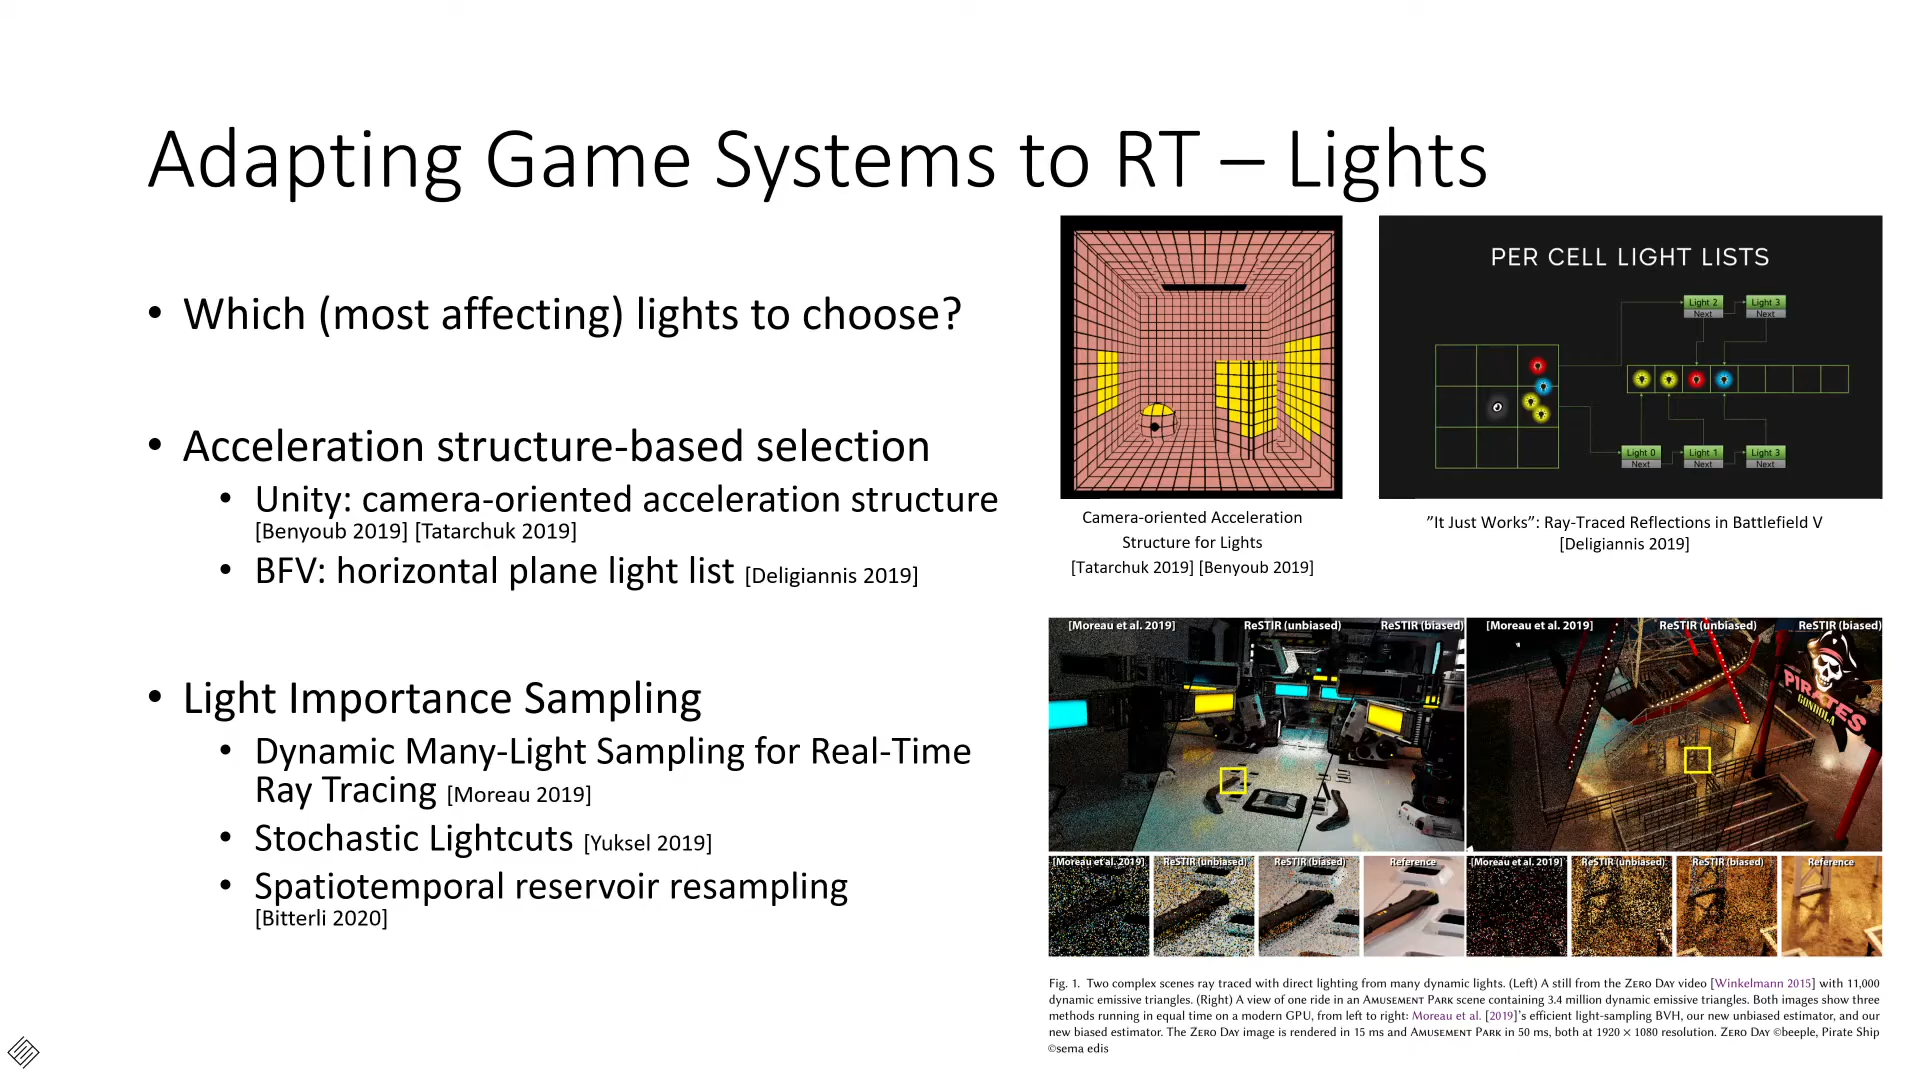 Adapting Game Systems to RT – Lights
• Which (most affecting) lights to choose?
• Acceleration structure-based selection
• Unity: camera-oriented acceleration structure
[Benyoub 2019] [Tatarchuk 2019]
• BFV: horizontal plane light list [Deligiannis 2019]
• Light Importance Sampling
• Dynamic Many-Light Sampling for Real-Time
Ray Tracing [Moreau 2019]
• Stochastic Lightcuts [Yuksel 2019]
• Spatiotemporal reservoir resampling
[Bitterli 2020]
Camera-oriented Acceleration
Structure for Lights
[Tatarchuk 2019] [Benyoub 2019]
PER CELL LIGHT LISTS
Light 2
Next
Light 3
Next
Light 0
Next
Light 1
Next
Light 3
Next
”It Just Works”: Ray-Traced Reflections in Battlefield V
[Deligiannis 2019]
[Moreau et al. 2019]
ReSTIR (unbiased)
ReSTIR (biased)
[Moreau et al. 2019]
ReSTIR (unbiased)
ReSTIR (biased)
PIRATES
GONDOLA
[Moreau et al. 2019]
ReSTIR (unbiased)
ReSTIR (biased)
Reference
[Moreau et al. 2019]
ReSTIR (unbiased)
ReSTIR (biased)
Reference
Fig. 1. Two complex scenes ray traced with direct lighting from many dynamic lights. (Left) A still from the Zero Day video [Winkelmann 2015] with 11,000
dynamic emissive triangles. (Right) A view of one ride in an Amusement Park scene containing 3.4 million dynamic emissive triangles. Both images show three
methods running in equal time on a modern GPU, from left to right: Moreau et al. [2019]’s efficient light-sampling BVH, our new unbiased estimator, and our
new biased estimator. The Zero Day image is rendered in 15 ms and Amusement Park in 50 ms, both at 1920 × 1080 resolution. Zero Day ©beeple, Pirate Ship
©sema edis